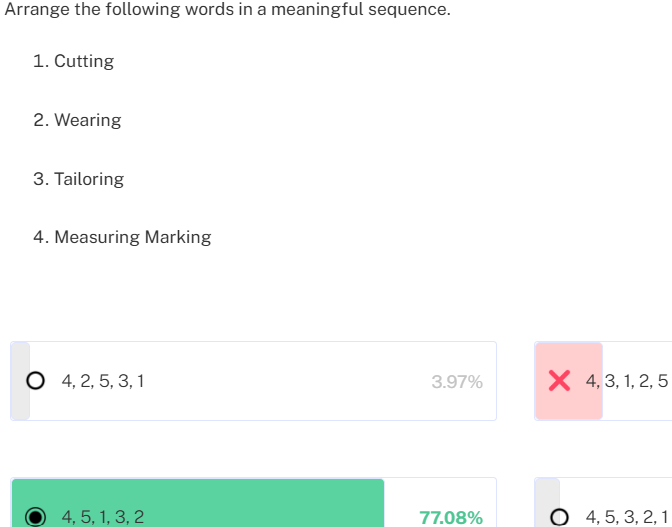 Arrange the following words in a meaningful sequence.
1. Cutting
2. Wearing
3. Tailoring
4. Measuring Marking
4, 2, 5, 3, 1 3.97%
4, 3, 1, 2, 5
4, 5, 1, 3, 2 77.08%
4, 5, 3, 2, 1